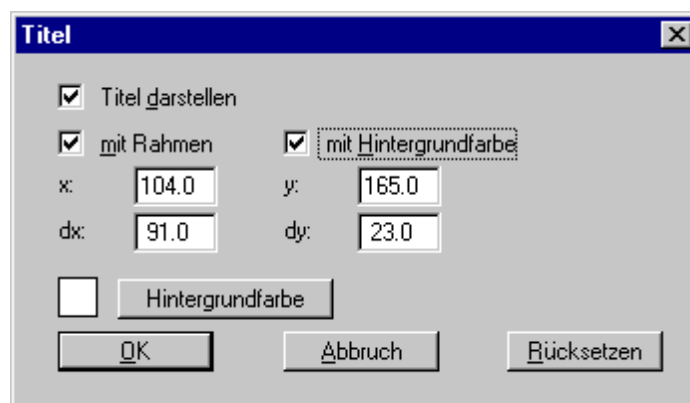 Titel
Titel darstellen
mit Rahmen mit Hintergrundfarbe
x: 104.0 y: 165.0
dx: 91.0 dy: 23.0
Hintergrundfarbe
OK Abbruch Rücksetzen